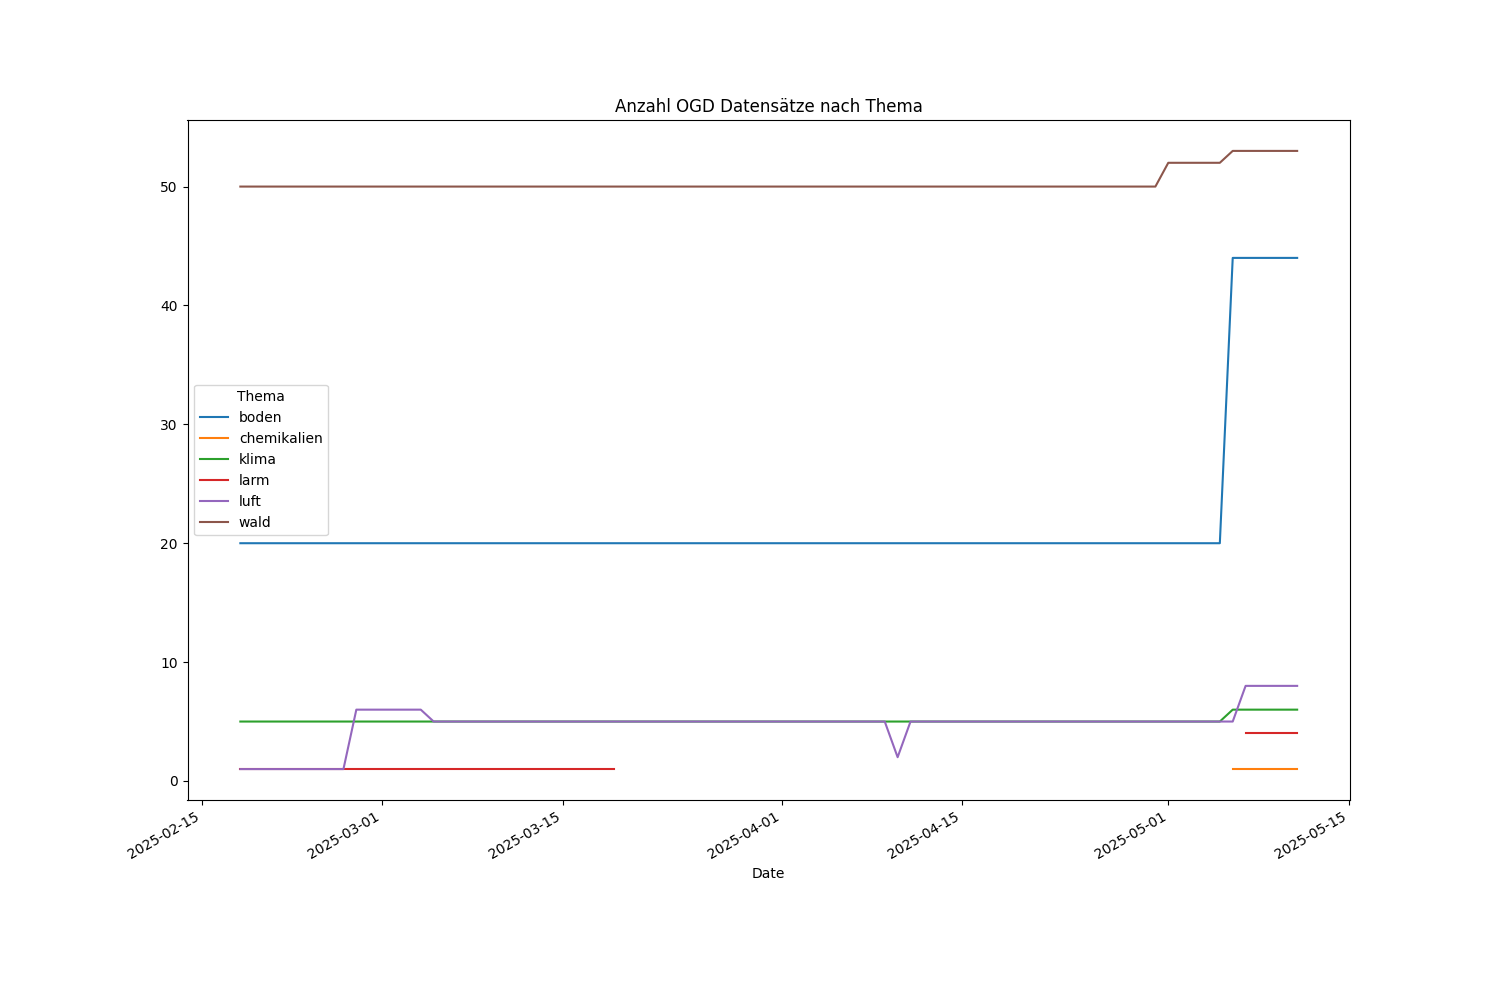 Anzahl OGD Datensätze nach Thema
50
40
30
20
10
0
Thema
boden
chemikalien
klima
larm
luft
wald
2025-02-15
2025-03-01
2025-03-15
2025-04-01
2025-04-15
2025-05-01
2025-05-15
Date